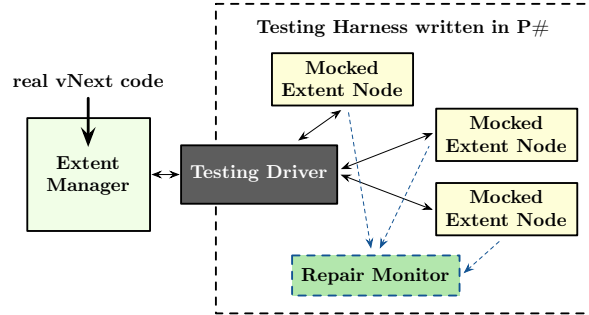 Testing Harness written in P#
real vNext code
Extent
Manager
Testing Driver
Mocked
Extent Node
Mocked
Extent Node
Mocked
Extent Node
Repair Monitor